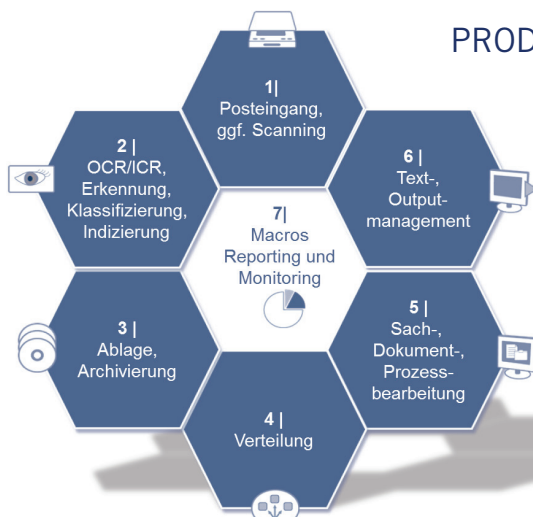 PROD
1|
Posteingang,
ggf. Scanning
2 |
OCR/ICR,
Erkennung,
Klassifizierung,
Indizierung
6 |
Text-,
Output-
management
7|
Macros
Reporting und
Monitoring
3 |
Ablage,
Archivierung
5 |
Sach-,
Dokument-,
Prozess-
bearbeitung
4 |
Verteilung